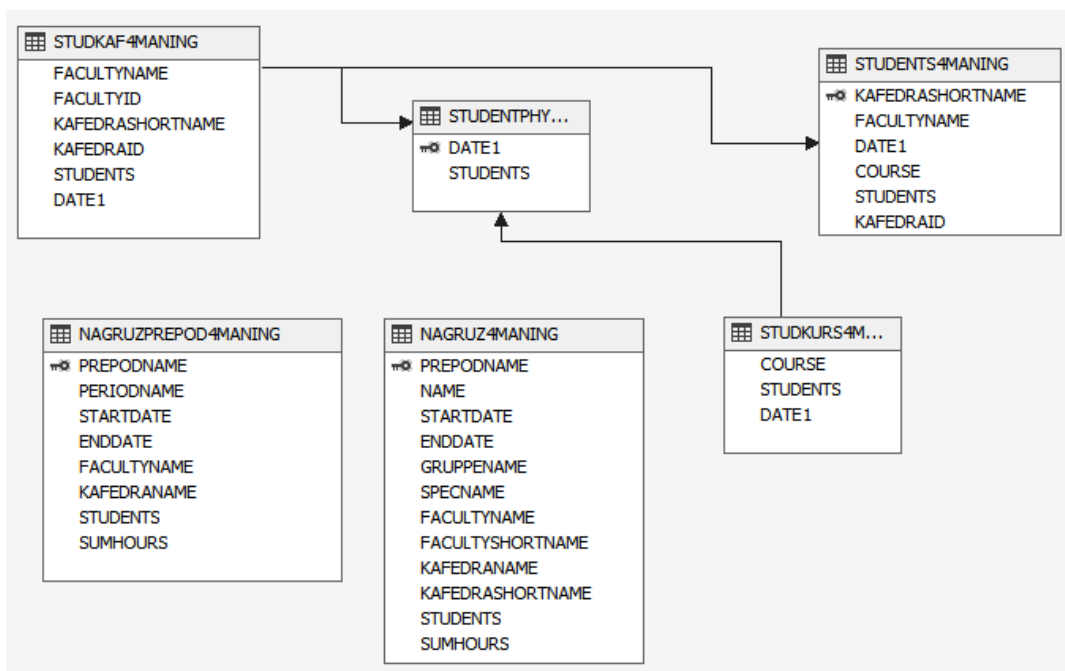 STUDKAF4MANING
FACULTYNAME
FACULTYID
KAFEDRASHORTNAME
KAFEDRAID
STUDENTS
DATE1
STUDENTPHY...
DATE1
STUDENTS
STUDENTS4MANING
KAFEDRASHORTNAME
FACULTYNAME
DATE1
COURSE
STUDENTS
KAFEDRAID
NAGRUZPREPOD4MANING
PREPODNAME
PERIODNAME
STARTDATE
ENDDATE
FACULTYNAME
KAFEDRANAME
STUDENTS
SUMHOURS
NAGRUZ4MANING
PREPODNAME
NAME
STARTDATE
ENDDATE
GRUPPENAME
SPECNAME
FACULTYNAME
FACULTYSHORTNAME
KAFEDRANAME
KAFEDRASHORTNAME
STUDENTS
SUMHOURS
STUDKURS4M...
COURSE
STUDENTS
DATE1